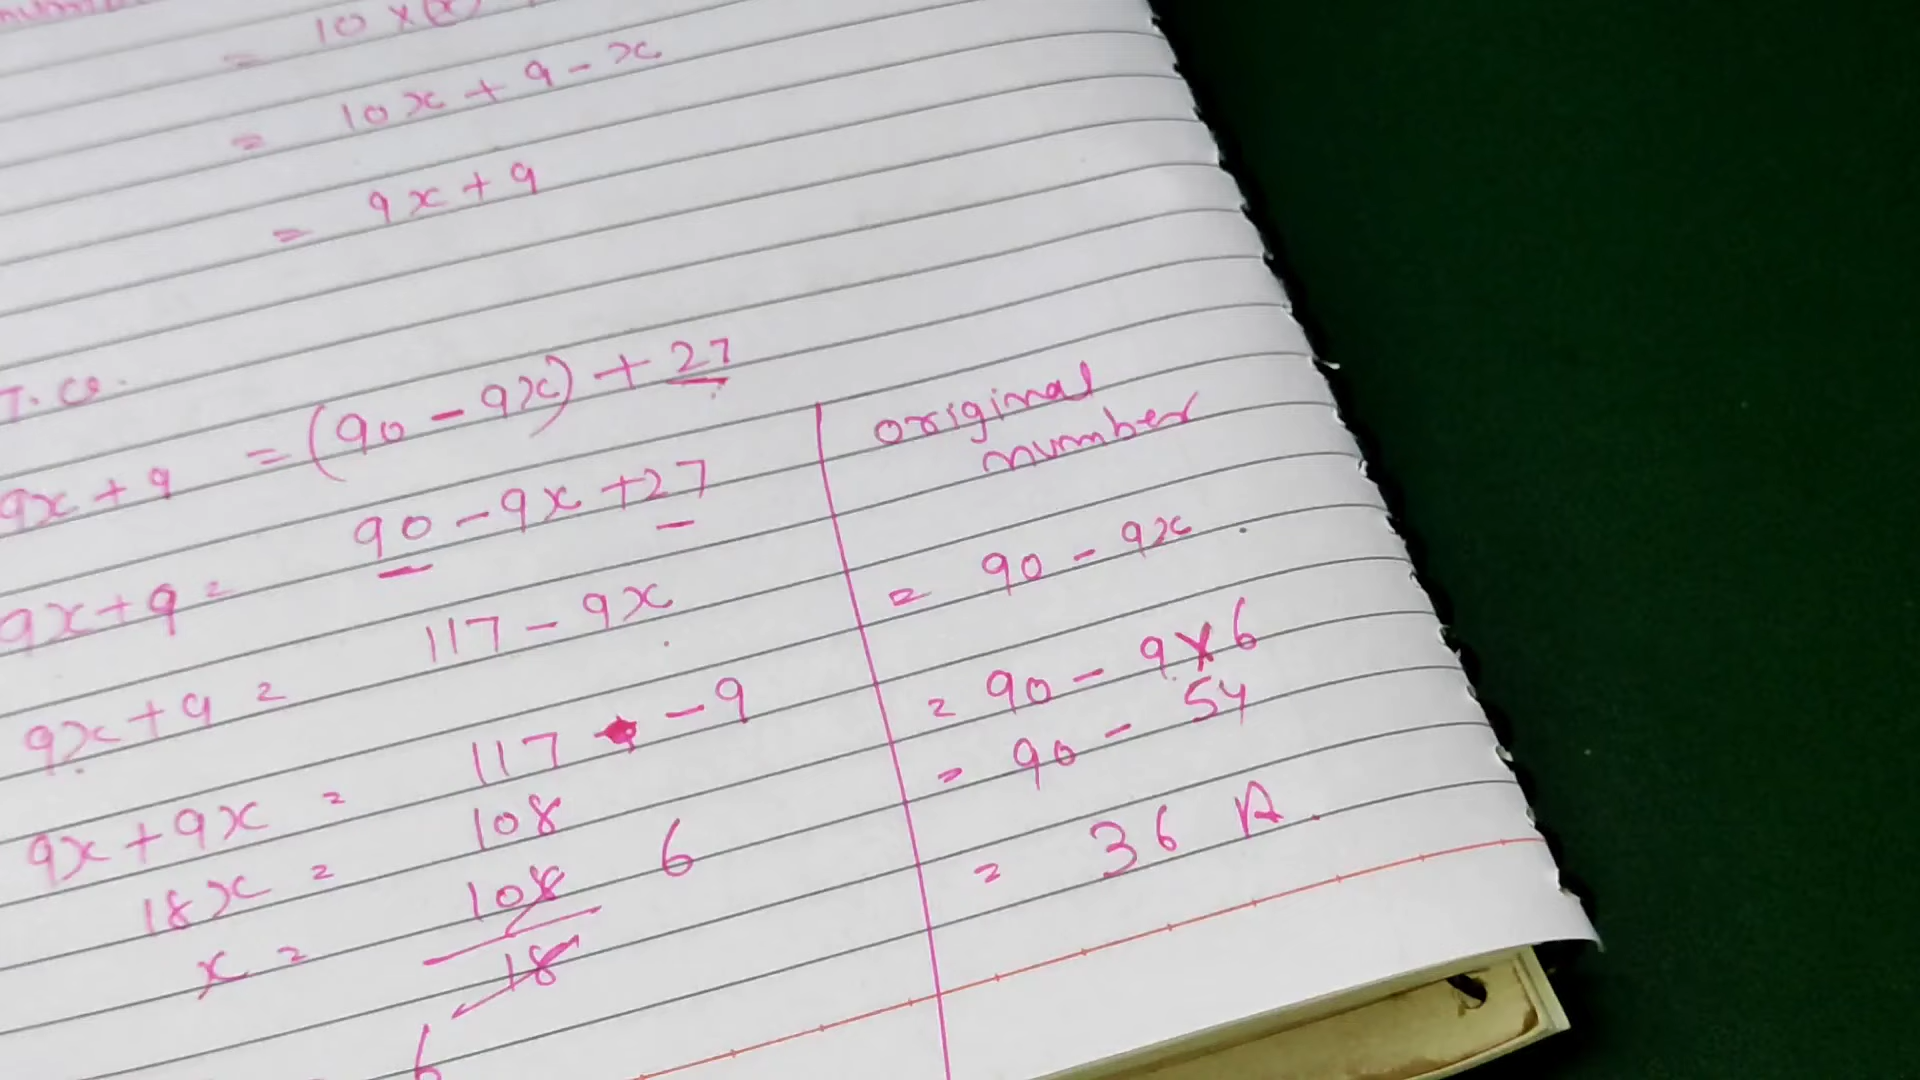 = 10 × (x)
= 10x + 9 - x
= 9x + 9
T. C.
9x + 9 = (90 - 9x) + 27
9x + 9 = 90 - 9x + 27
9x + 9 = 117 - 9x
9x + 9x = 117 - 9
18x = 108
x = 108 6
18
6
original
number
= 90 - 9x
= 90 - 9×6
= 90 - 54
= 36 A.